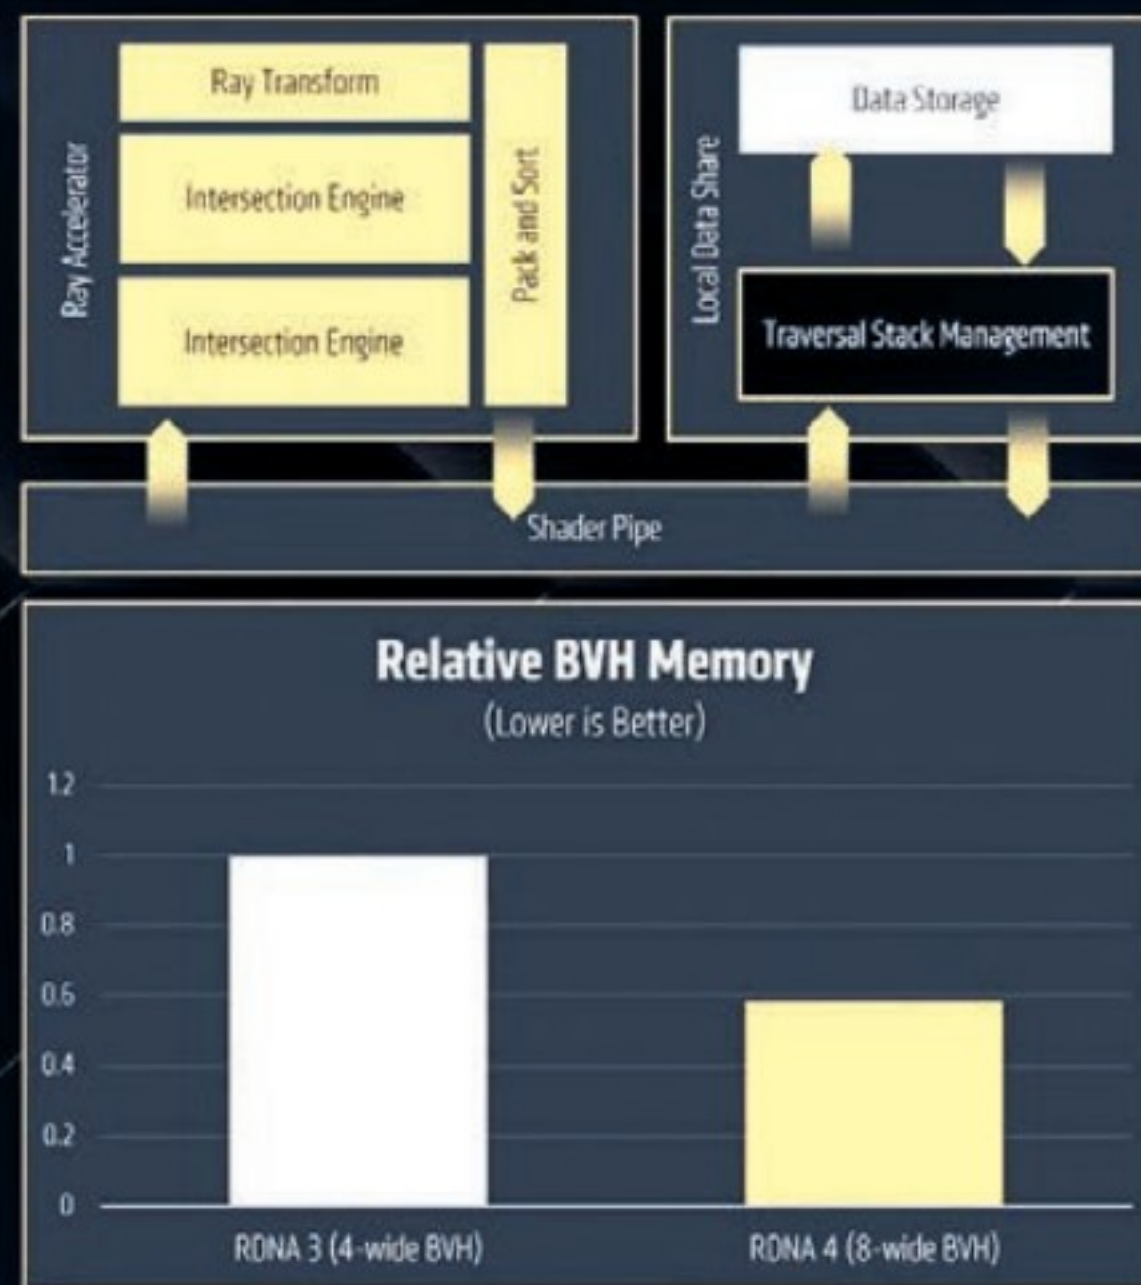 Ray Accelerator
Ray Transform
Intersection Engine
Intersection Engine
Pack and Sort
Local Data Share
Data Storage
Traversal Stack Management
Shader Pipe
Relative BVH Memory
(Lower is Better)
1.2
1
0.8
0.6
0.4
0.2
0
RDNA 3 (4-wide BVH)
RDNA 4 (8-wide BVH)